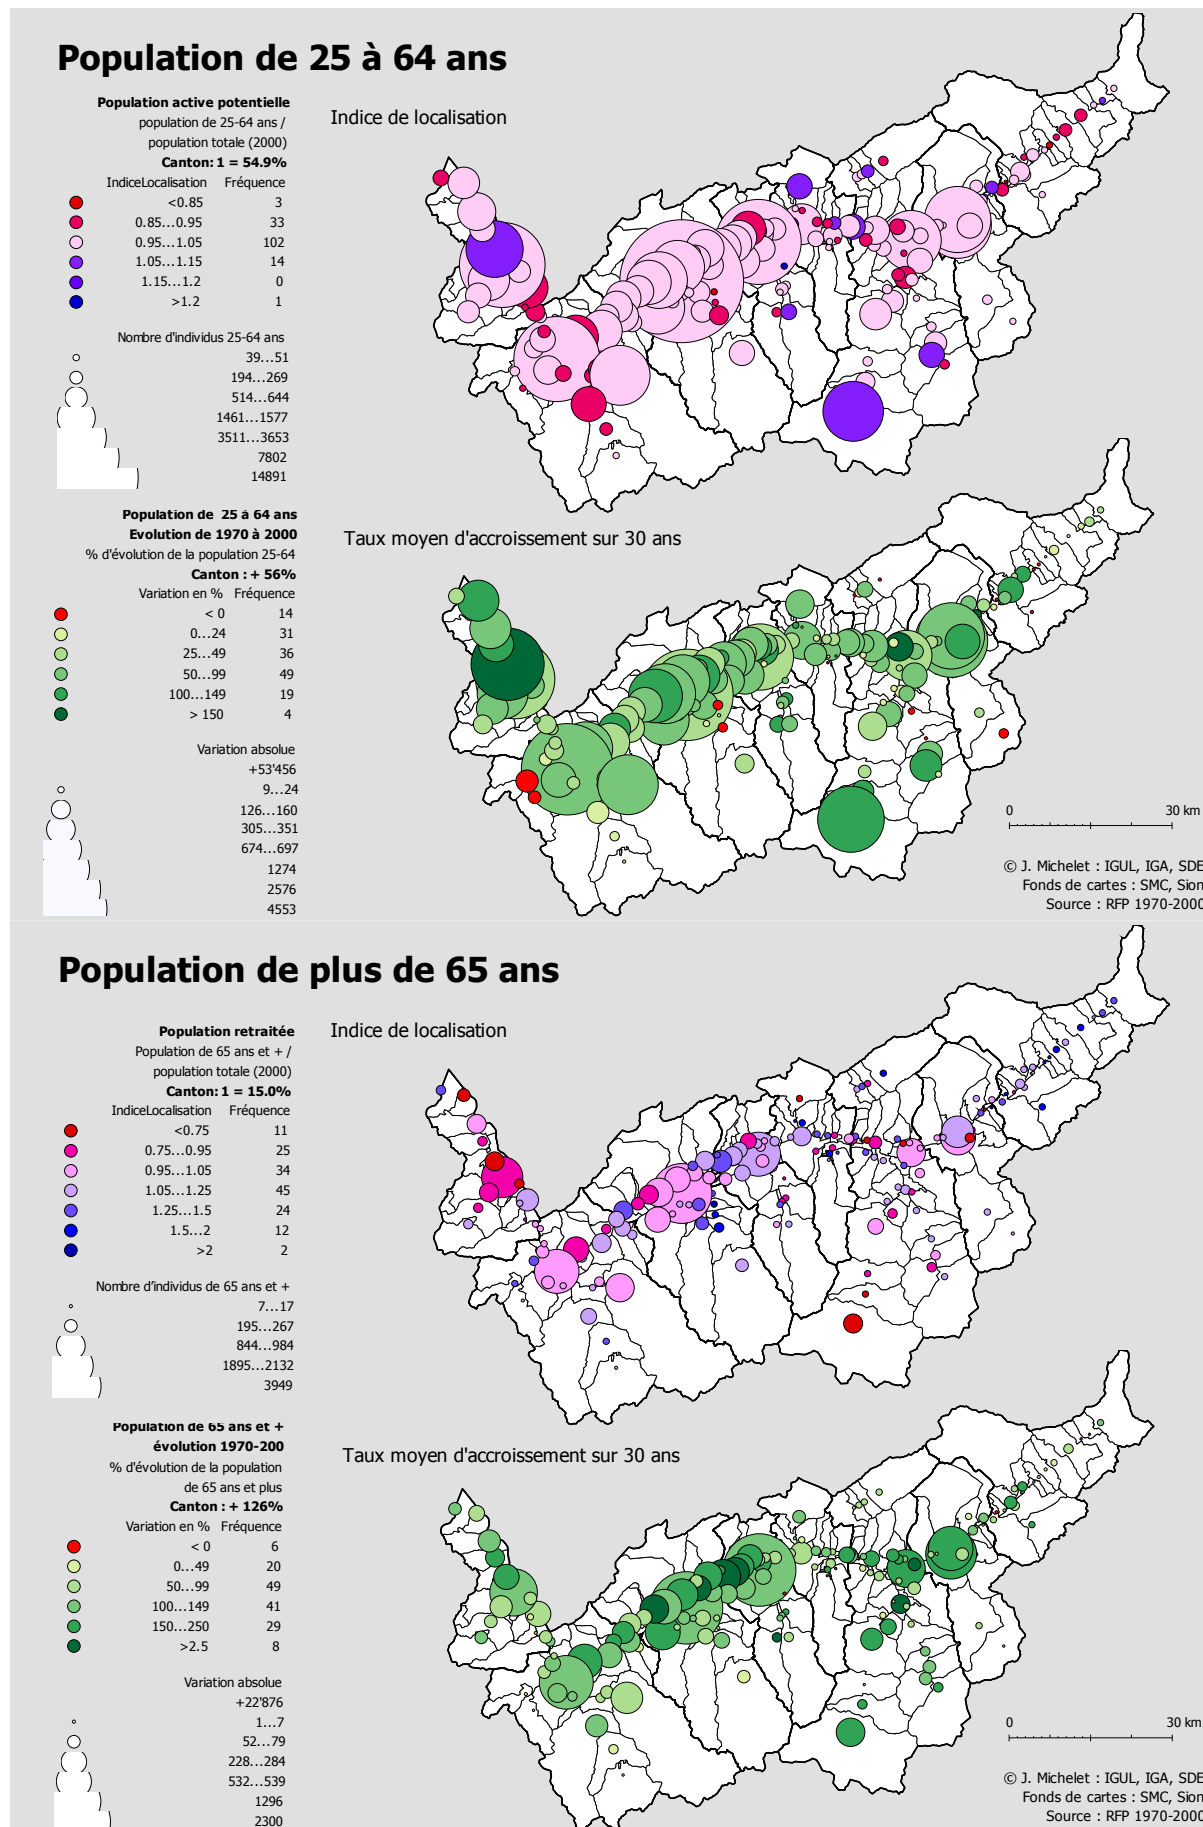 Population de 25 à 64 ans
Population active potentielle
population de 25-64 ans /
population totale (2000)
Canton: 1 = 54.9%
IndiceLocalisation Fréquence
<0.85 3
0.85...0.95 33
0.95...1.05 102
1.05...1.15 14
1.15...1.2 0
>1.2 1
Nombre d'individus 25-64 ans
39...51
194...269
514...644
1461...1577
3511...3653
7802
14891
Indice de localisation
Population de 25 à 64 ans
Evolution de 1970 à 2000
% d'évolution de la population 25-64
Canton : + 56%
Variation en % Fréquence
< 0 14
0...24 31
25...49 36
50...99 49
100...149 19
> 150 4
Variation absolue
+53'456
9...24
126...160
305...351
674...697
1274
2576
4553
Taux moyen d'accroissement sur 30 ans
0 30 km
© J. Michelet : IGUL, IGA, SDE
Fonds de cartes : SMC, Sion
Source : RFP 1970-2000
Population de plus de 65 ans
Population retraitée
Population de 65 ans et + /
population totale (2000)
Canton: 1 = 15.0%
IndiceLocalisation Fréquence
<0.75 11
0.75...0.95 25
0.95...1.05 34
1.05...1.25 45
1.25...1.5 24
1.5...2 12
>2 2
Nombre d'individus de 65 ans et +
7...17
195...267
844...984
1895...2132
3949
Indice de localisation
Population de 65 ans et +
évolution 1970-200
% d'évolution de la population
de 65 ans et plus
Canton : + 126%
Variation en % Fréquence
< 0 6
0...49 20
50...99 49
100...149 41
150...250 29
>2.5 8
Variation absolue
+22'876
1...7
52...79
228...284
532...539
1296
2300
Taux moyen d'accroissement sur 30 ans
0 30 km
© J. Michelet : IGUL, IGA, SDE
Fonds de cartes : SMC, Sion
Source : RFP 1970-2000